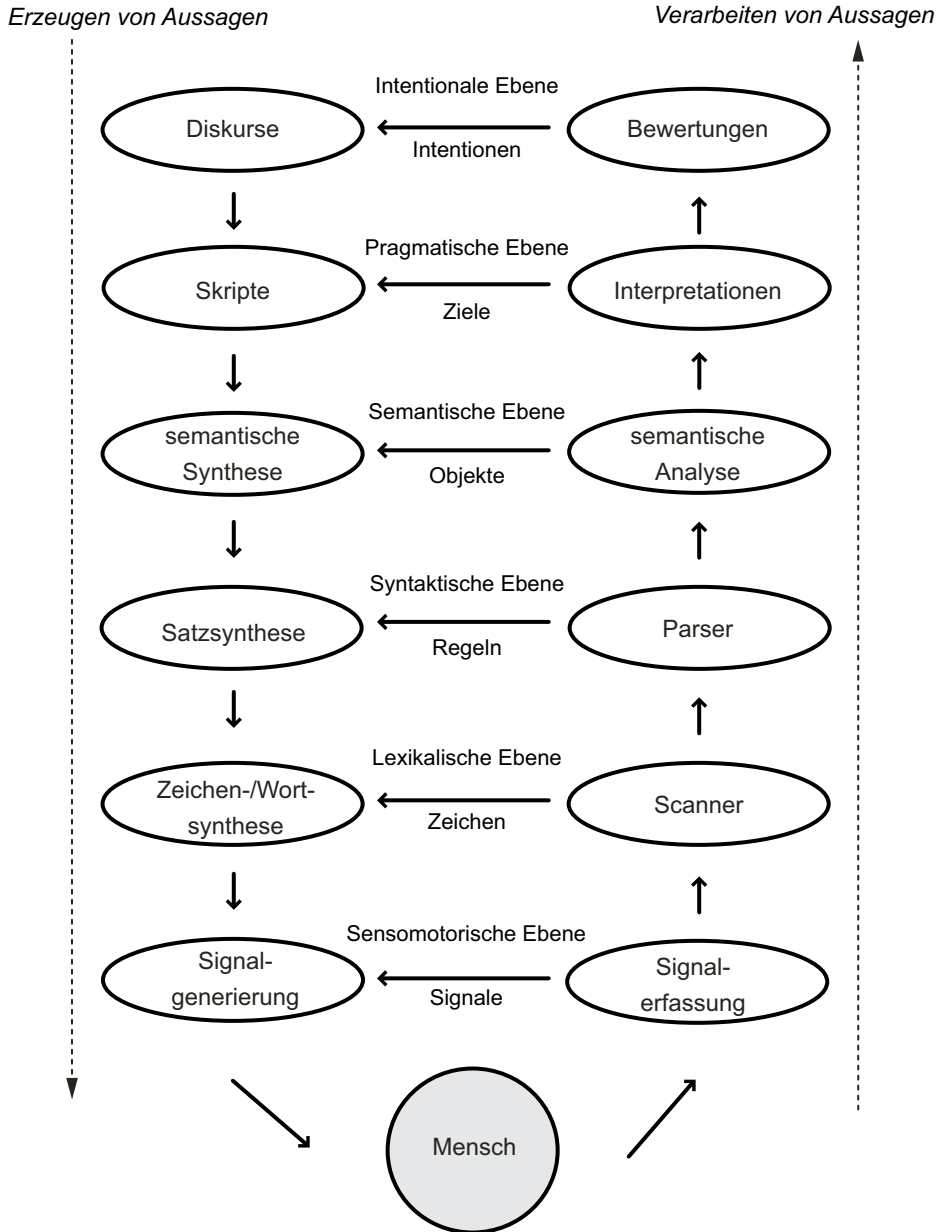 Erzeugen von Aussagen
Verarbeiten von Aussagen
Intentionale Ebene
Diskurse
Bewertungen
Intentionen
Pragmatische Ebene
Skripte
Interpretationen
Ziele
Semantische Ebene
semantische
Synthese
semantische
Analyse
Objekte
Syntaktische Ebene
Satzsynthese
Parser
Regeln
Lexikalische Ebene
Zeichen-/Wort-
synthese
Scanner
Zeichen
Sensomotorische Ebene
Signal-
generierung
Signal-
erfassung
Signale
Mensch